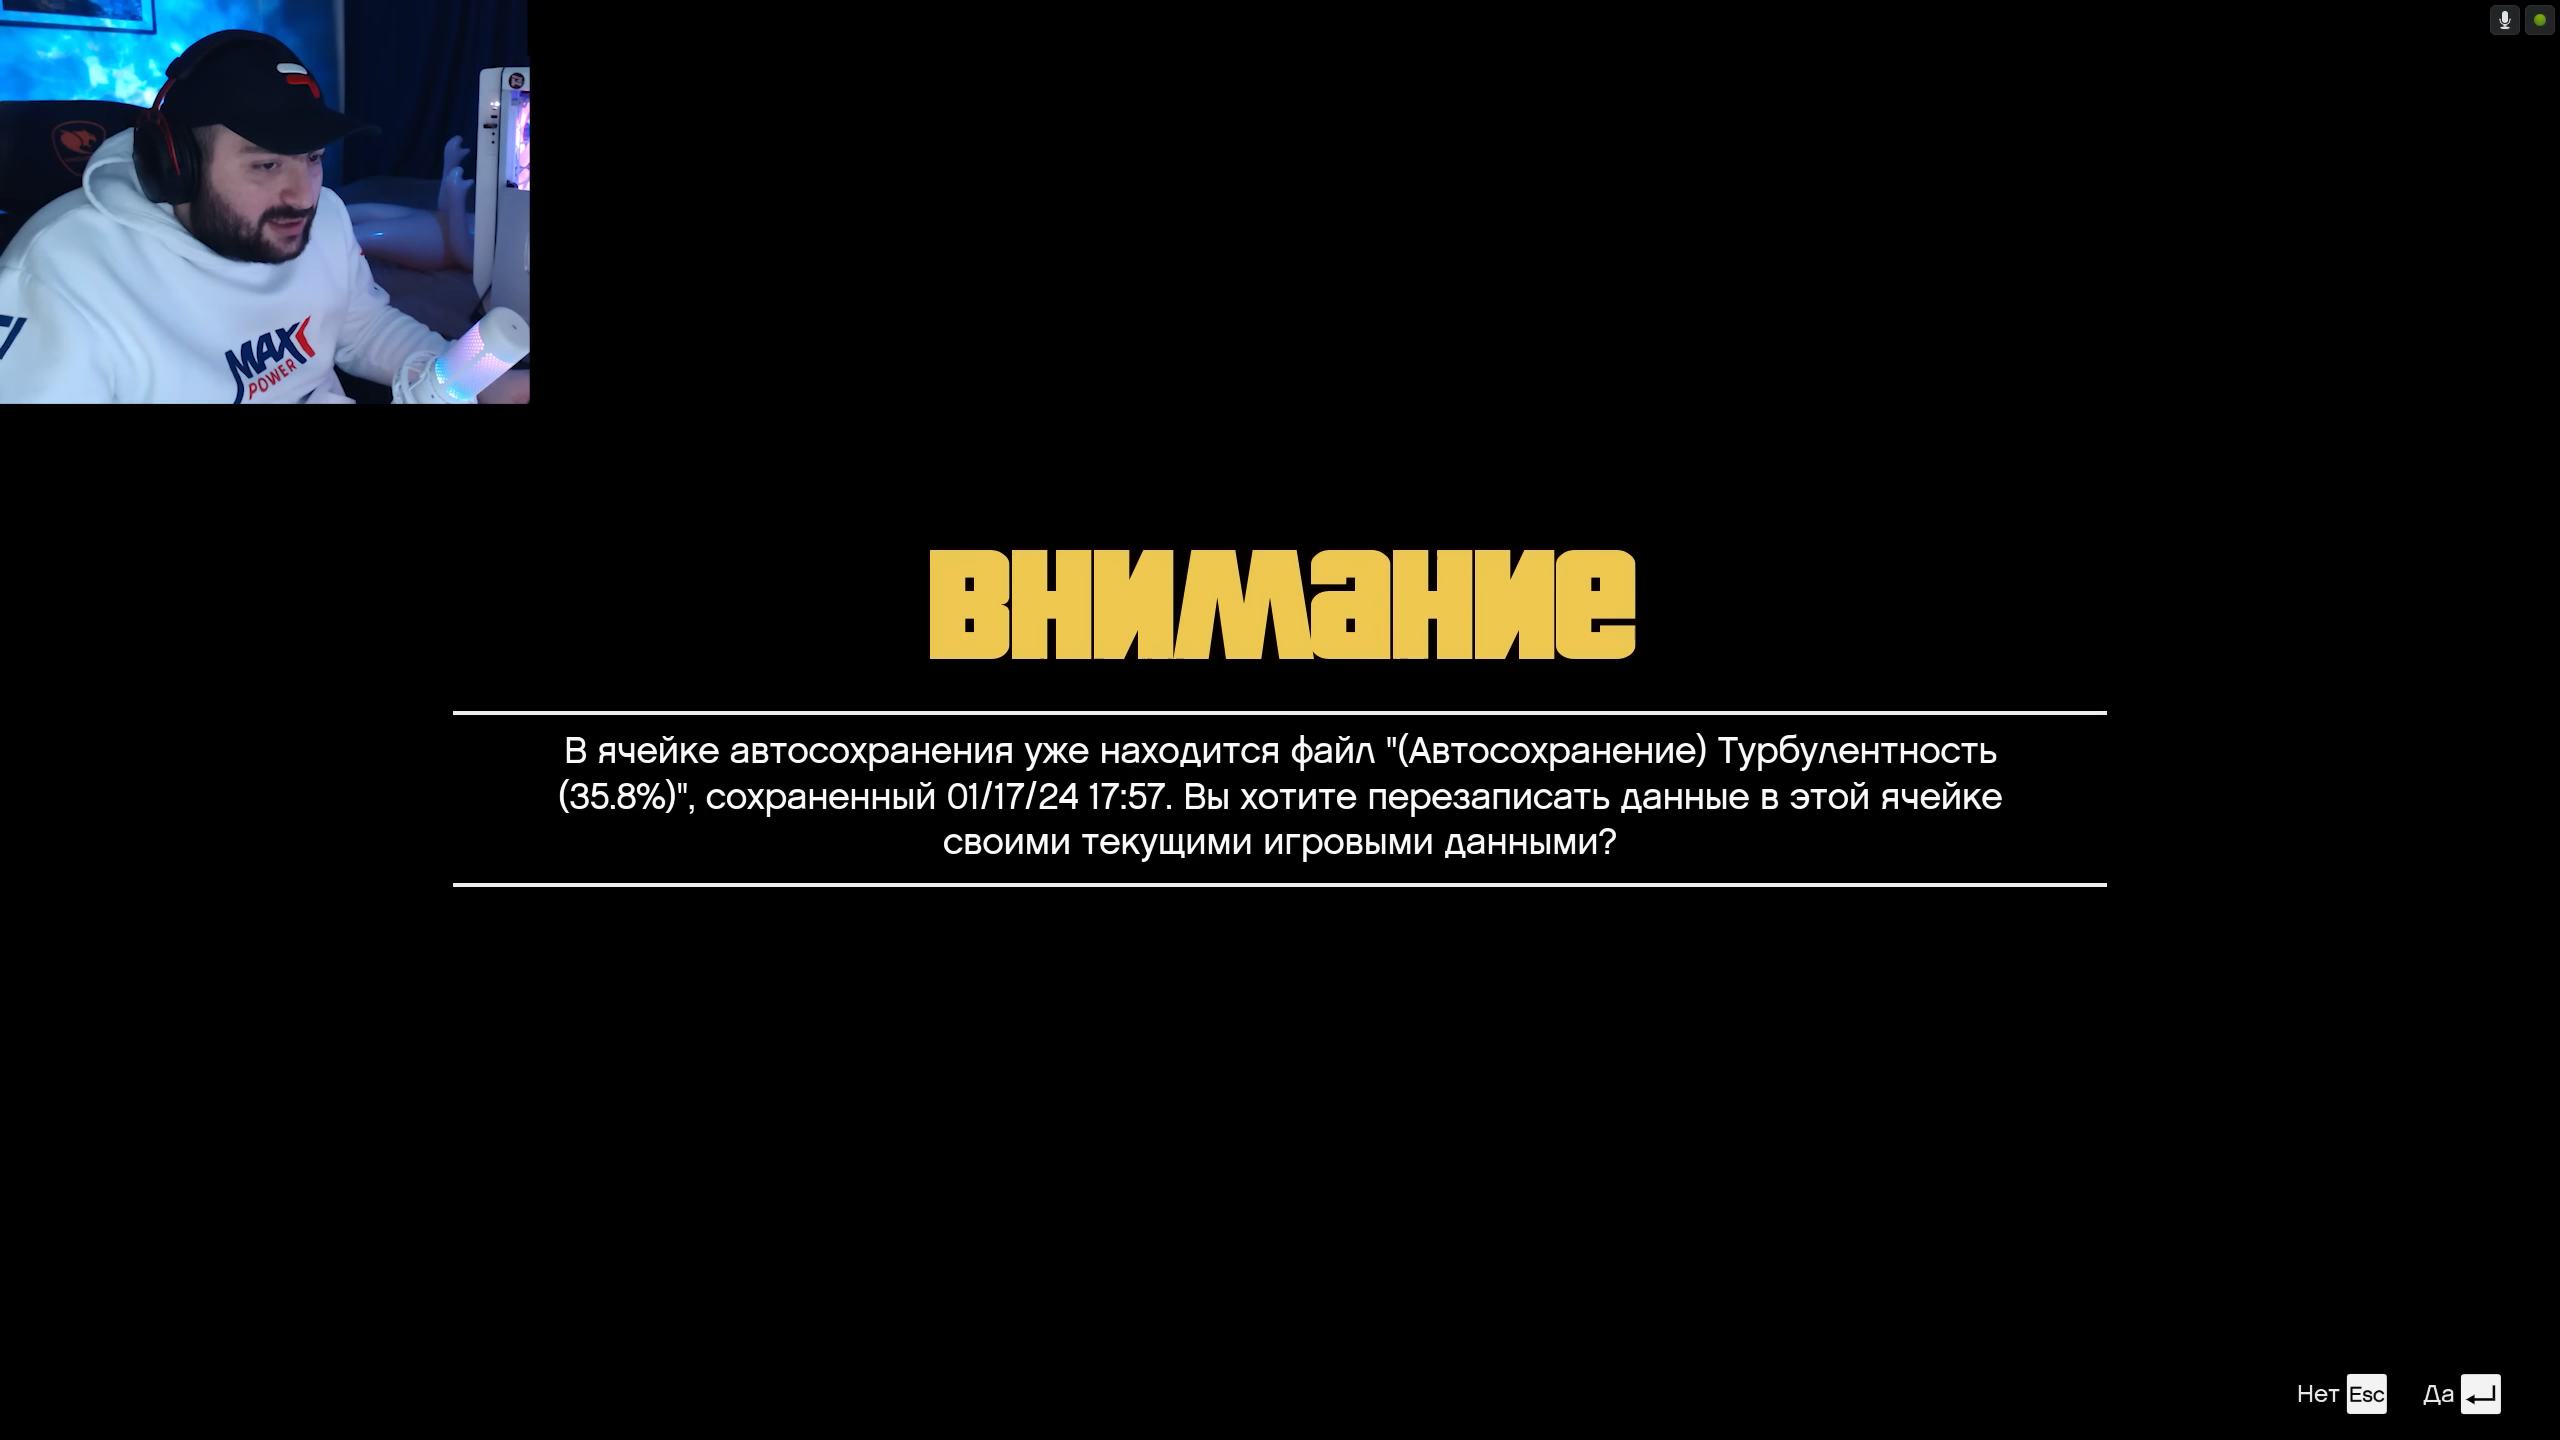 MAX
POWER
внимание
В ячейке автосохранения уже находится файл "(Автосохранение) Турбулентность
(35.8%)", сохраненный 01/17/24 17:57. Вы хотите перезаписать данные в этой ячейке
своими текущими игровыми данными?
Нет Esc Да